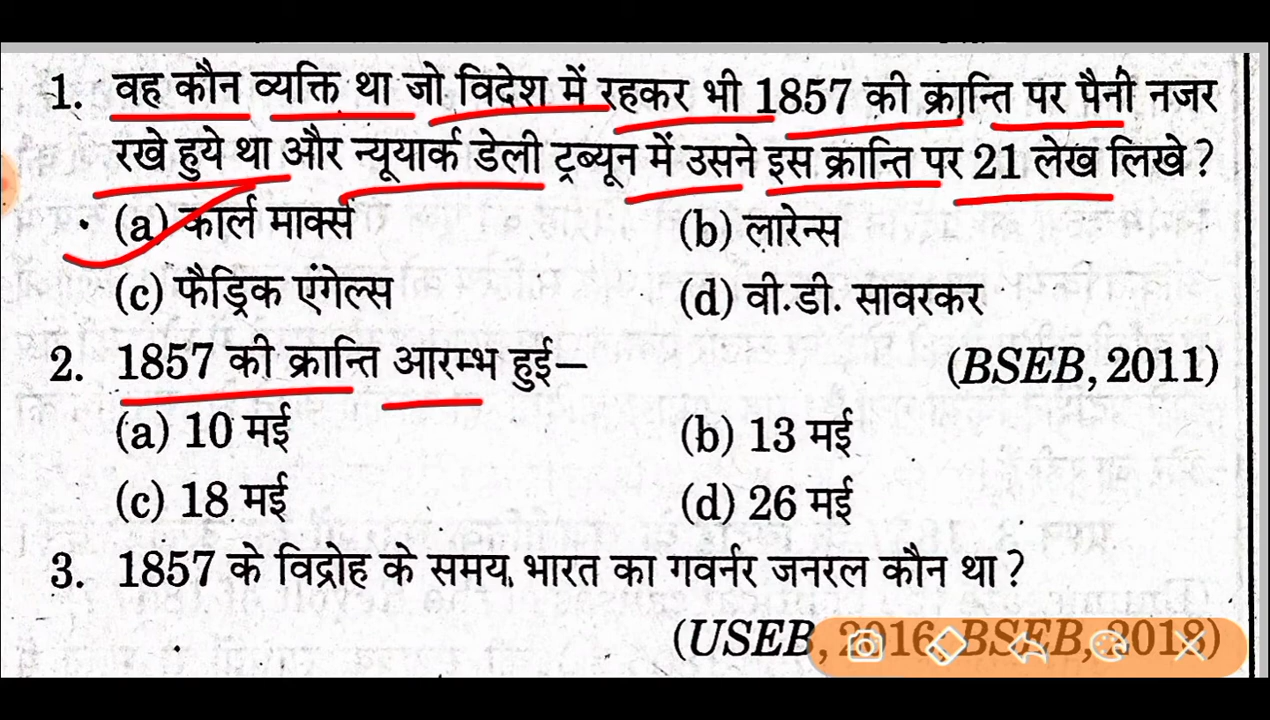 1. वह कौन व्यक्ति था जो विदेश में रहकर भी 1857 की क्रान्ति पर पैनी नजर
रखे हुये था और न्यूयार्क डेली ट्रब्यून में उसने इस क्रान्ति पर 21 लेख लिखे ?
(a) कार्ल मार्क्स (b) लारेन्स
(c) फैड्रिक एंगेल्स (d) वी.डी. सावरकर
2. 1857 की क्रान्ति आरम्भ हुई– (BSEB, 2011)
(a) 10 मई (b) 13 मई
(c) 18 मई (d) 26 मई
3. 1857 के विद्रोह के समय भारत का गवर्नर जनरल कौन था ?
(USEB, 2016; BSEB, 2018)